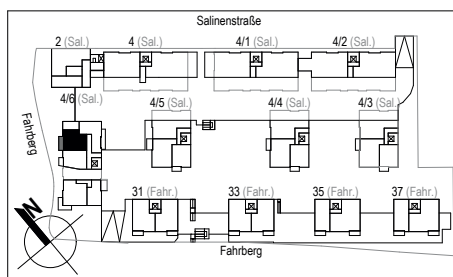 Salinenstraße
2 (Sal.) 4 (Sal.) 4/1 (Sal.) 4/2 (Sal.)
4/6 (Sal.) 4/5 (Sal.) 4/4 (Sal.) 4/3 (Sal.)
Fahrberg
31 (Fahr.) 33 (Fahr.) 35 (Fahr.) 37 (Fahr.)
N
Fahrberg